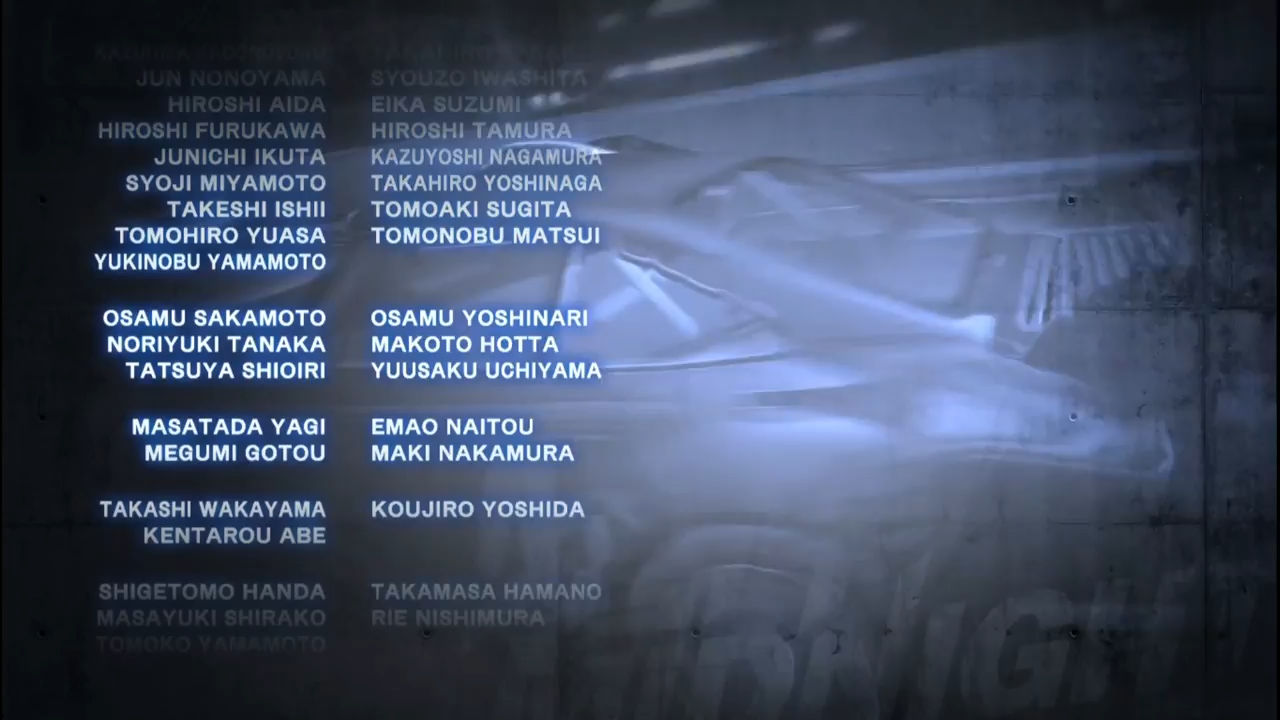 JUN NONOYAMA SYOUZO IWASHITA
HIROSHI AIDA EIKA SUZUMI
HIROSHI FURUKAWA HIROSHI TAMURA
JUNICHI IKUTA KAZUYOSHI NAGAMURA
SYOJI MIYAMOTO TAKAHIRO YOSHINAGA
TAKESHI ISHII TOMOAKI SUGITA
TOMOHIRO YUASA TOMONOBU MATSUI
YUKINOBU YAMAMOTO
OSAMU SAKAMOTO OSAMU YOSHINARI
NORIYUKI TANAKA MAKOTO HOTTA
TATSUYA SHIOIRI YUUSAKU UCHIYAMA
MASATADA YAGI EMAO NAITOU
MEGUMI GOTOU MAKI NAKAMURA
TAKASHI WAKAYAMA KOUJIRO YOSHIDA
KENTAROU ABE
SHIGETOMO HANDA TAKAMASA HAMANO
MASAYUKI SHIRAKO RIE NISHIMURA
TOMOKO YAMAMOTO